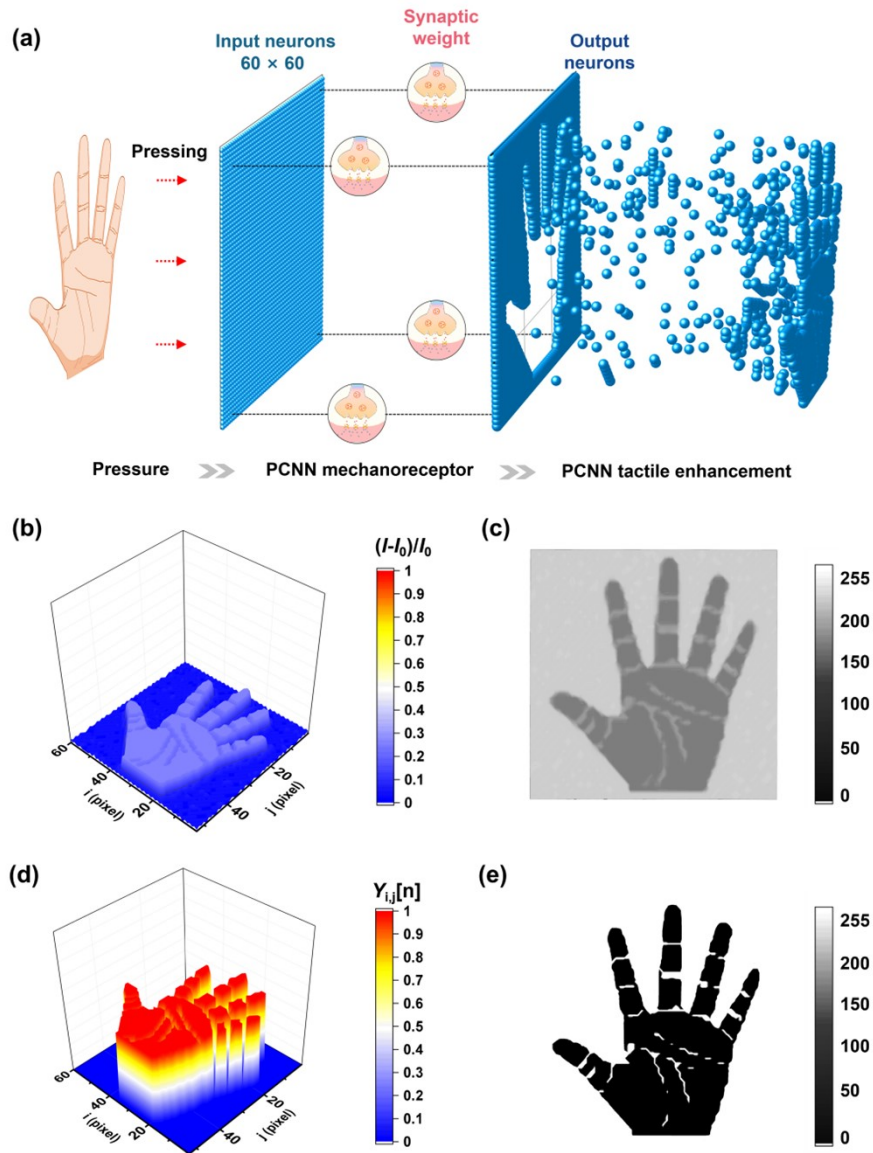 (a)
Input neurons
60 × 60
Synaptic
weight
Output
neurons
Pressing
Pressure
PCNN mechanoreceptor
PCNN tactile enhancement
(b)
(I-I₀)/I₀
1
0.9
0.8
0.7
0.6
0.5
0.4
0.3
0.2
0.1
0
60
40
20
i (pixel)
20
40
j (pixel)
(c)
255
200
150
100
50
0
(d)
Yi,j[n]
1
0.9
0.8
0.7
0.6
0.5
0.4
0.3
0.2
0.1
0
60
40
20
i (pixel)
20
40
j (pixel)
(e)
255
200
150
100
50
0